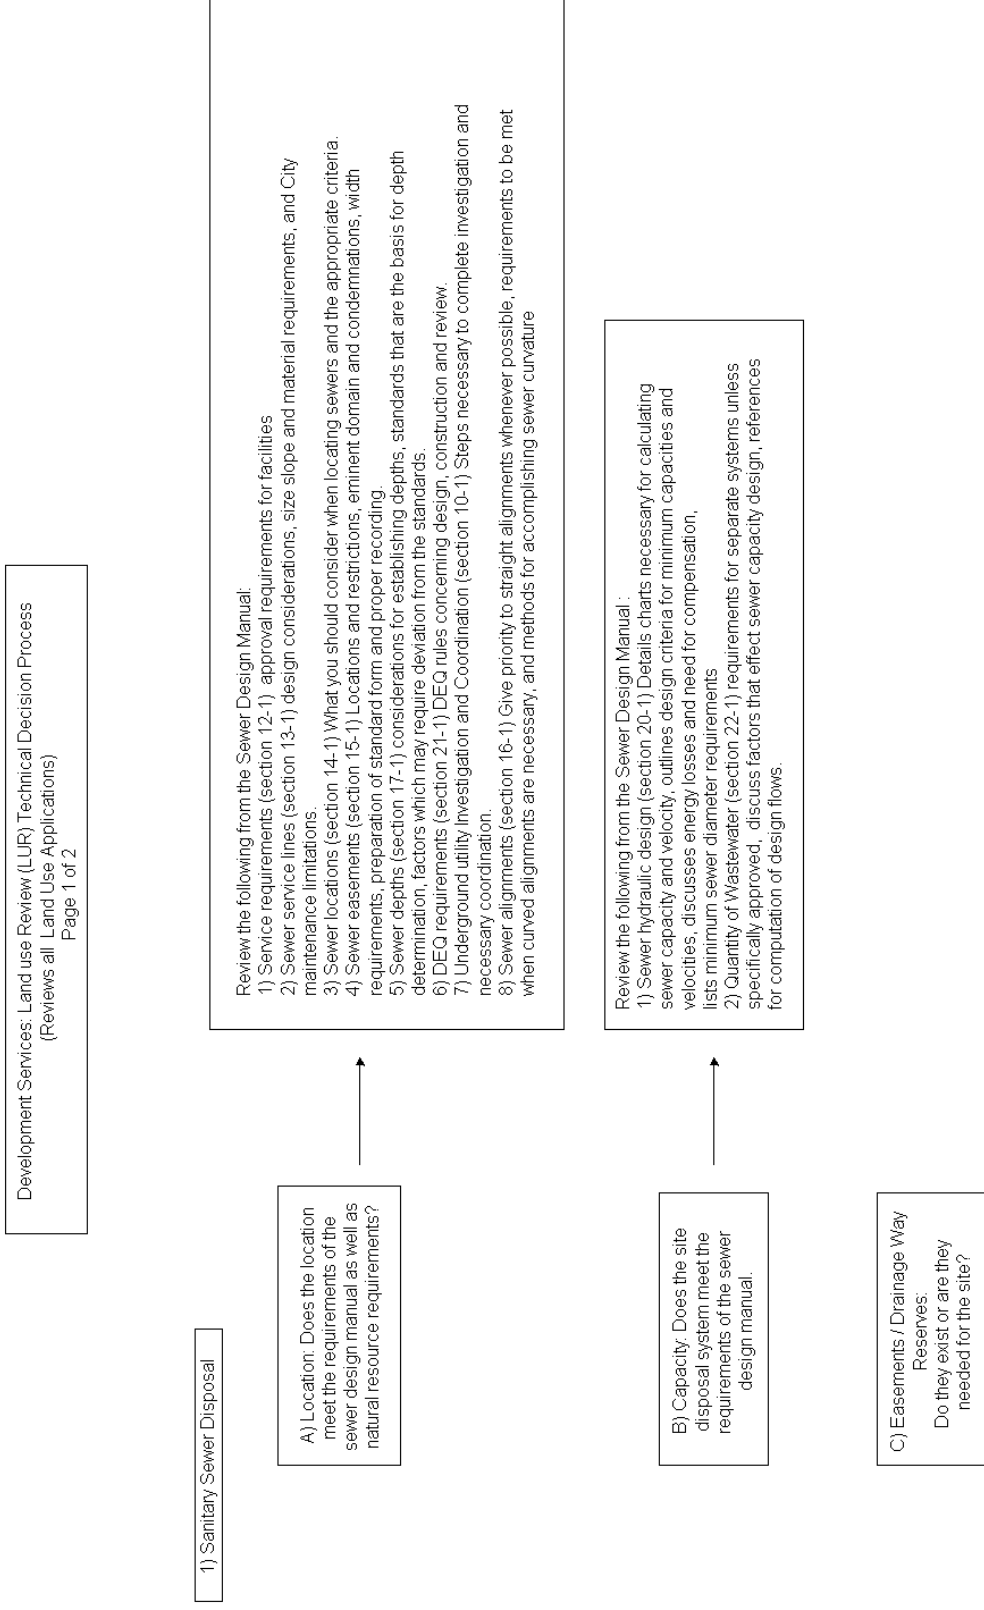 Development Services: Land use Review (LUR) Technical Decision Process
(Reviews all Land Use Applications)
Page 1 of 2
1) Sanitary Sewer Disposal
A) Location: Does the location
meet the requirements of the
sewer design manual as well as
natural resource requirements?
Review the following from the Sewer Design Manual:
1) Service requirements (section 12-1) approval requirements for facilities
2) Sewer service lines (section 13-1) design considerations, size slope and material requirements, and City
maintenance limitations.
3) Sewer locations (section 14-1) What you should consider when locating sewers and the appropriate criteria.
4) Sewer easements (section 15-1) Locations and restrictions, eminent domain and condemnations, width
requirements, preparation of standard form and proper recording.
5) Sewer depths (section 17-1) considerations for establishing depths, standards that are the basis for depth
determination, factors which may require deviation from the standards.
6) DEQ requirements (section 21-1) DEQ rules concerning design, construction and review.
7) Underground utility Investigation and Coordination (section 10-1) Steps necessary to complete investigation and
necessary coordination.
8) Sewer alignments (section 16-1) Give priority to straight alignments whenever possible, requirements to be met
when curved alignments are necessary, and methods for accomplishing sewer curvature
B) Capacity: Does the site
disposal system meet the
requirements of the sewer
design manual.
Review the following from the Sewer Design Manual :
1) Sewer hydraulic design (section 20-1) Details charts necessary for calculating
sewer capacity and velocity, outlines design criteria for minimum capacities and
velocities, discusses energy losses and need for compensation,
lists minimum sewer diameter requirements
2) Quantity of Wastewater (section 22-1) requirements for separate systems unless
specifically approved, discuss factors that effect sewer capacity design, references
for computation of design flows.
C) Easements / Drainage Way
Reserves:
Do they exist or are they
needed for the site?